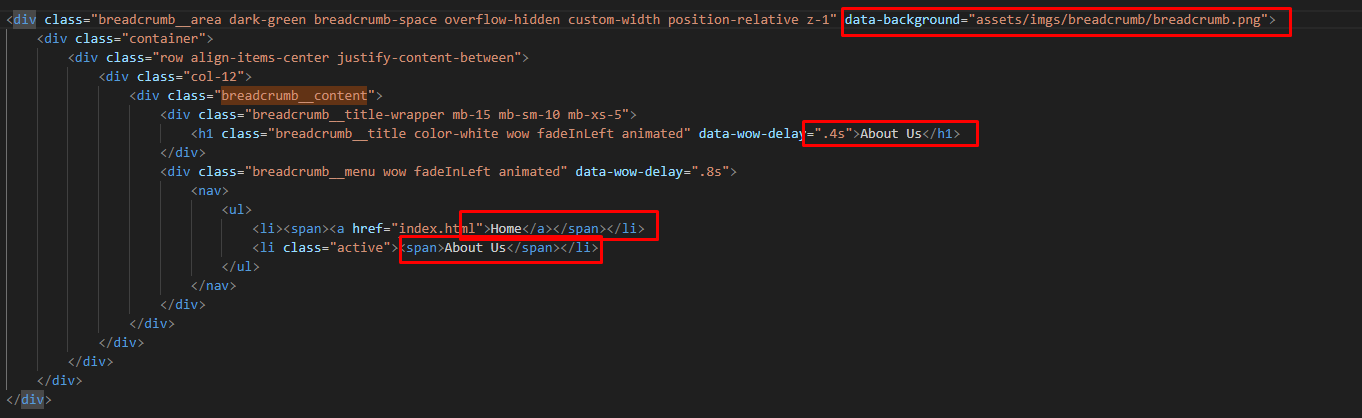 <div class="breadcrumb__area dark-green breadcrumb-space overflow-hidden custom-width position-relative z-1" data-background="assets/imgs/breadcrumb/breadcrumb.png">
<div class="container">
<div class="row align-items-center justify-content-between">
<div class="col-12">
<div class="breadcrumb__content">
<div class="breadcrumb__title-wrapper mb-15 mb-sm-10 mb-xs-5">
<h1 class="breadcrumb__title color-white wow fadeInLeft animated" data-wow-delay=".4s">About Us</h1>
</div>
<div class="breadcrumb__menu wow fadeInLeft animated" data-wow-delay=".8s">
<nav>
<ul>
<li><span><a href="index.html">Home</a></span></li>
<li class="active"><span>About Us</span></li>
</ul>
</nav>
</div>
</div>
</div>
</div>
</div>
</div>